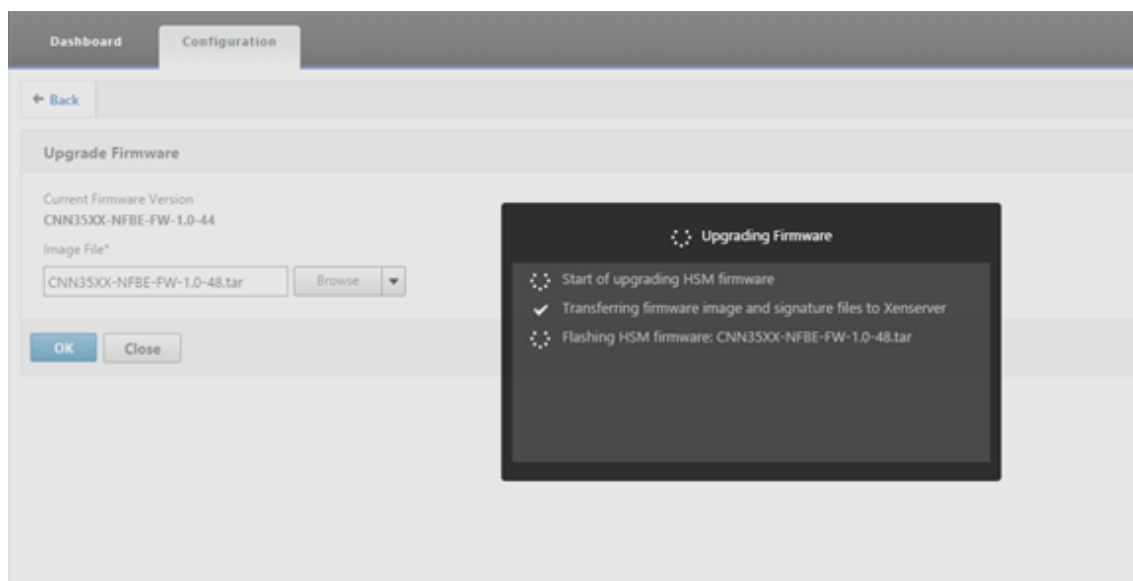 Dashboard
Configuration
Back
Upgrade Firmware
Current Firmware Version
CNN35XX-NFBE-FW-1.0-44
Image File*
CNN35XX-NFBE-FW-1.0-48.tar
Browse
OK
Close
Upgrading Firmware
Start of upgrading HSM firmware
Transferring firmware image and signature files to Xenserver
Flashing HSM firmware: CNN35XX-NFBE-FW-1.0-48.tar